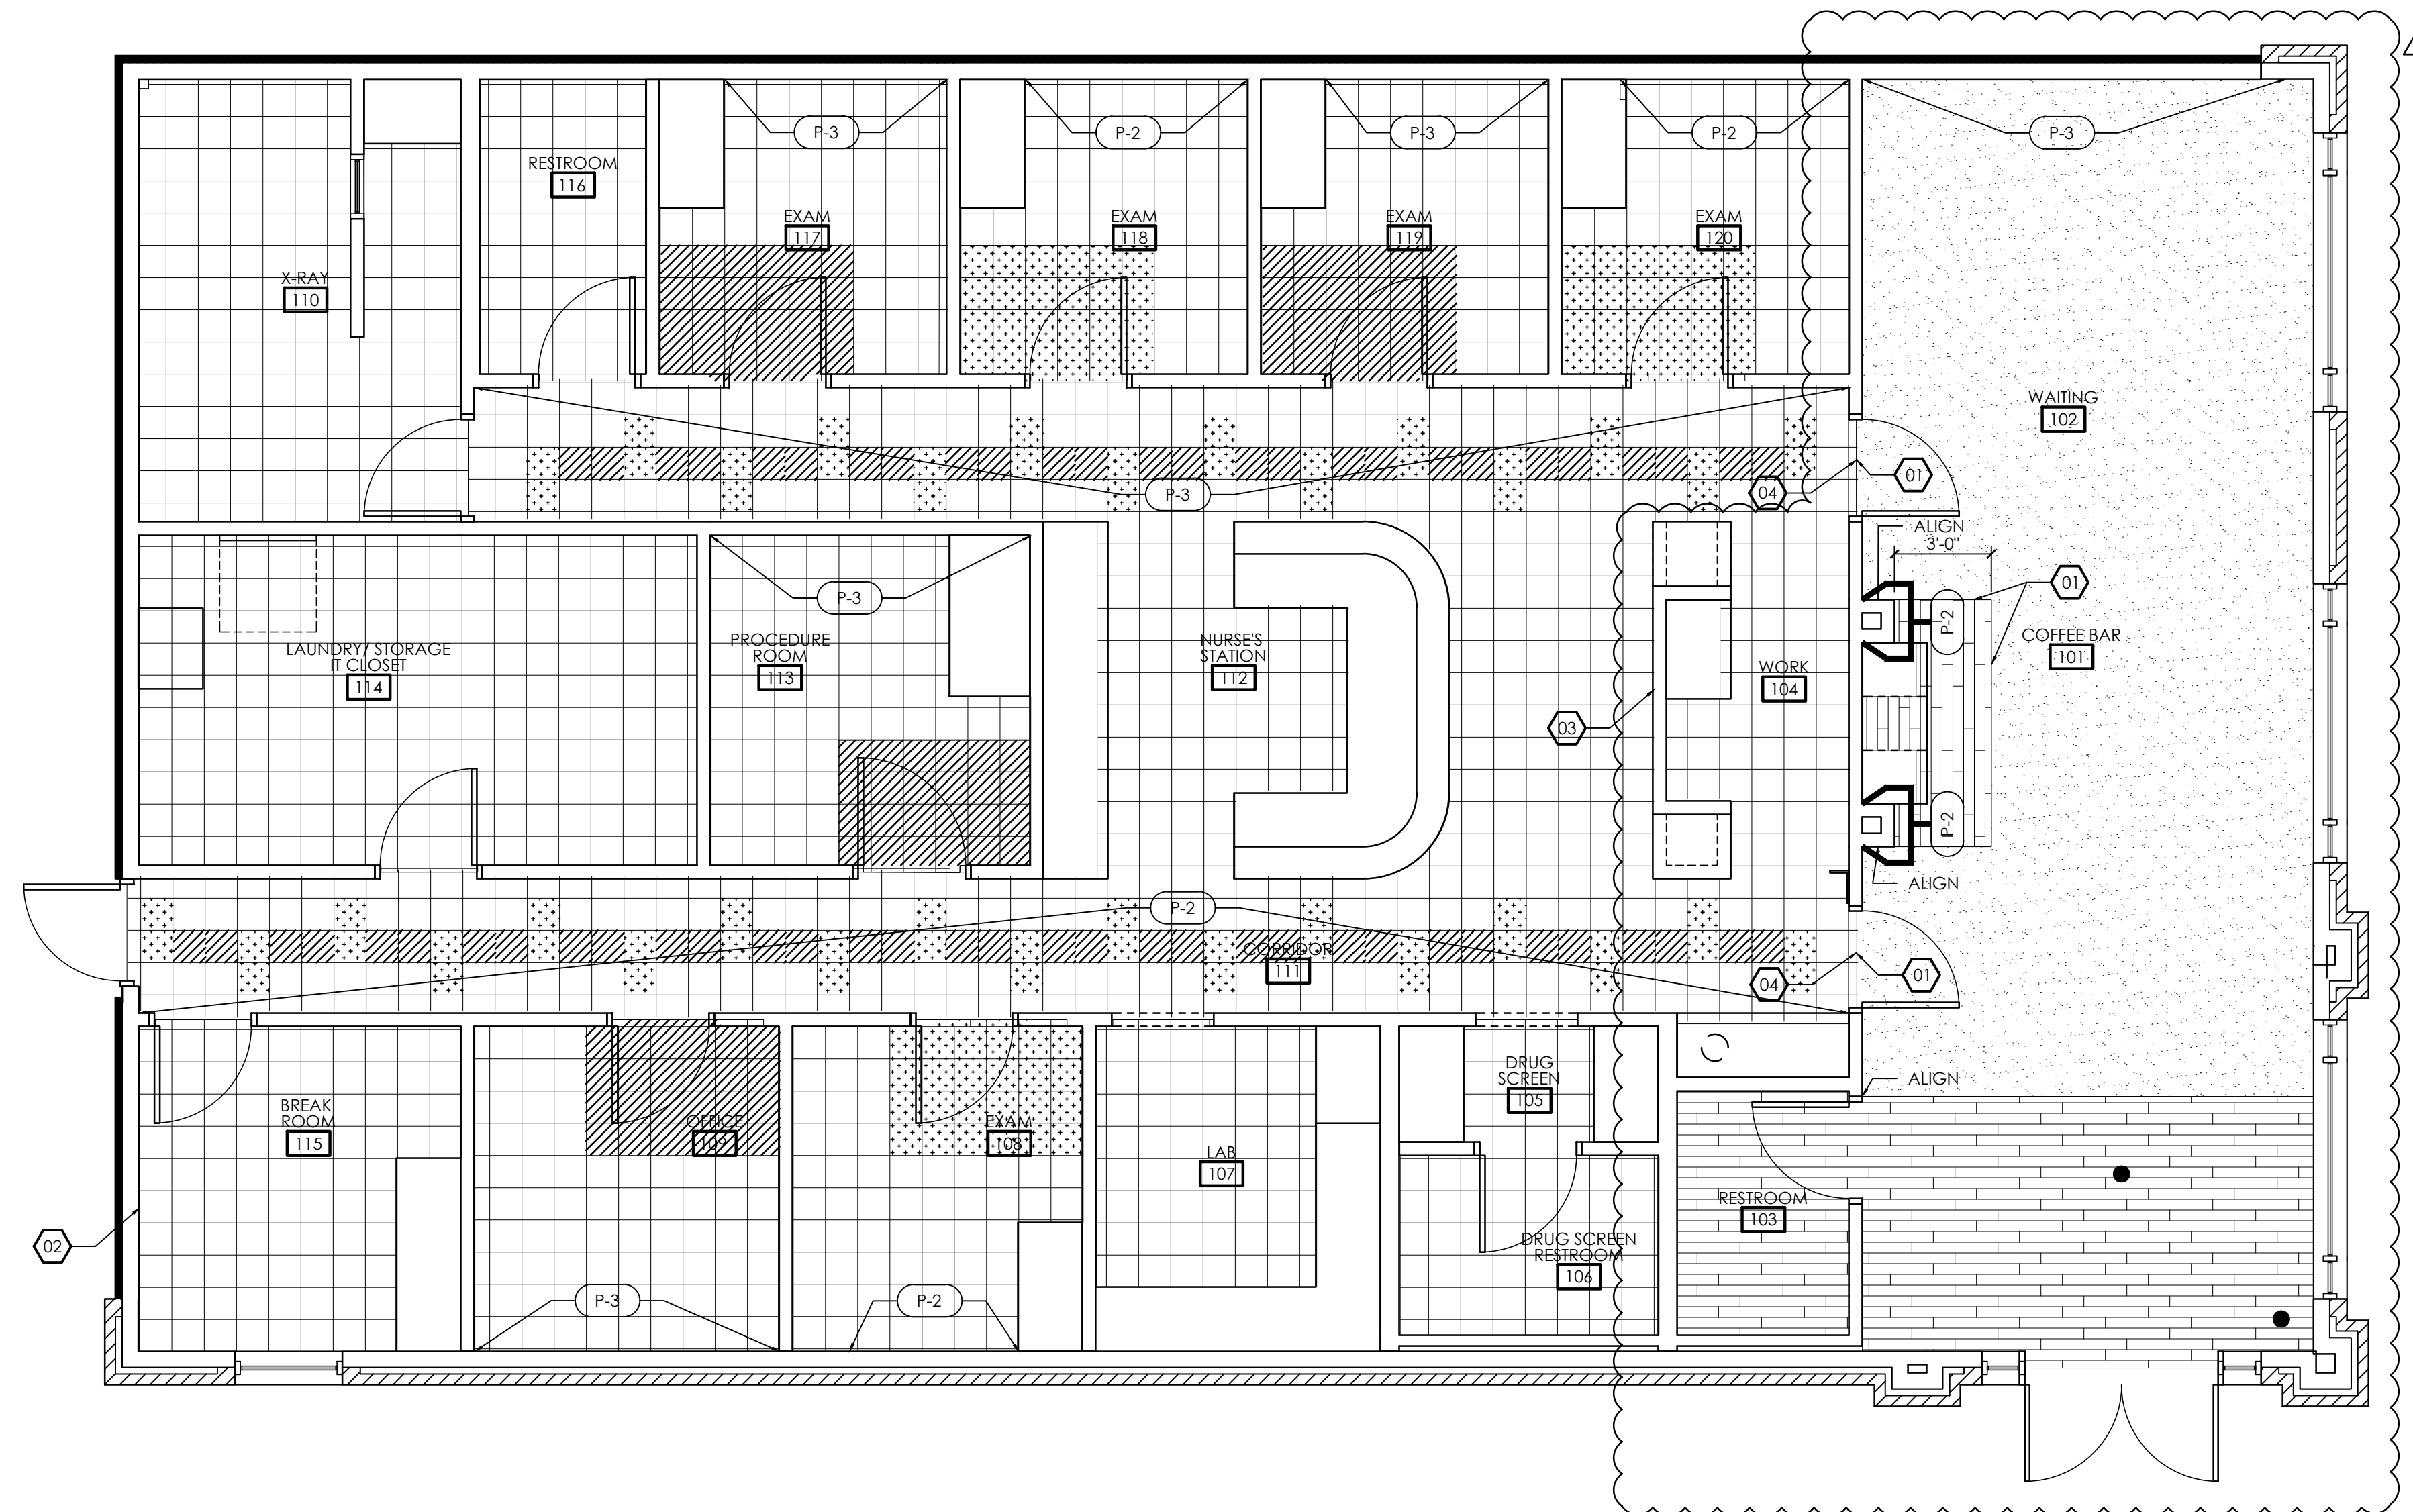 P-3
P-2
P-3
P-2
P-3
RESTROOM
116
EXAM
117
EXAM
118
EXAM
119
EXAM
120
X-RAY
110
WAITING
102
P-3
04
01
ALIGN
3'-0"
01
P-2
COFFEE BAR
101
P-3
LAUNDRY/ STORAGE
IT CLOSET
114
PROCEDURE
ROOM
113
NURSE'S
STATION
112
WORK
104
03
P-2
ALIGN
P-2
CORRIDOR
111
04
01
ALIGN
BREAK
ROOM
115
OFFICE
109
EXAM
108
LAB
107
DRUG
SCREEN
105
RESTROOM
103
DRUG SCREEN
RESTROOM
106
02
P-3
P-2